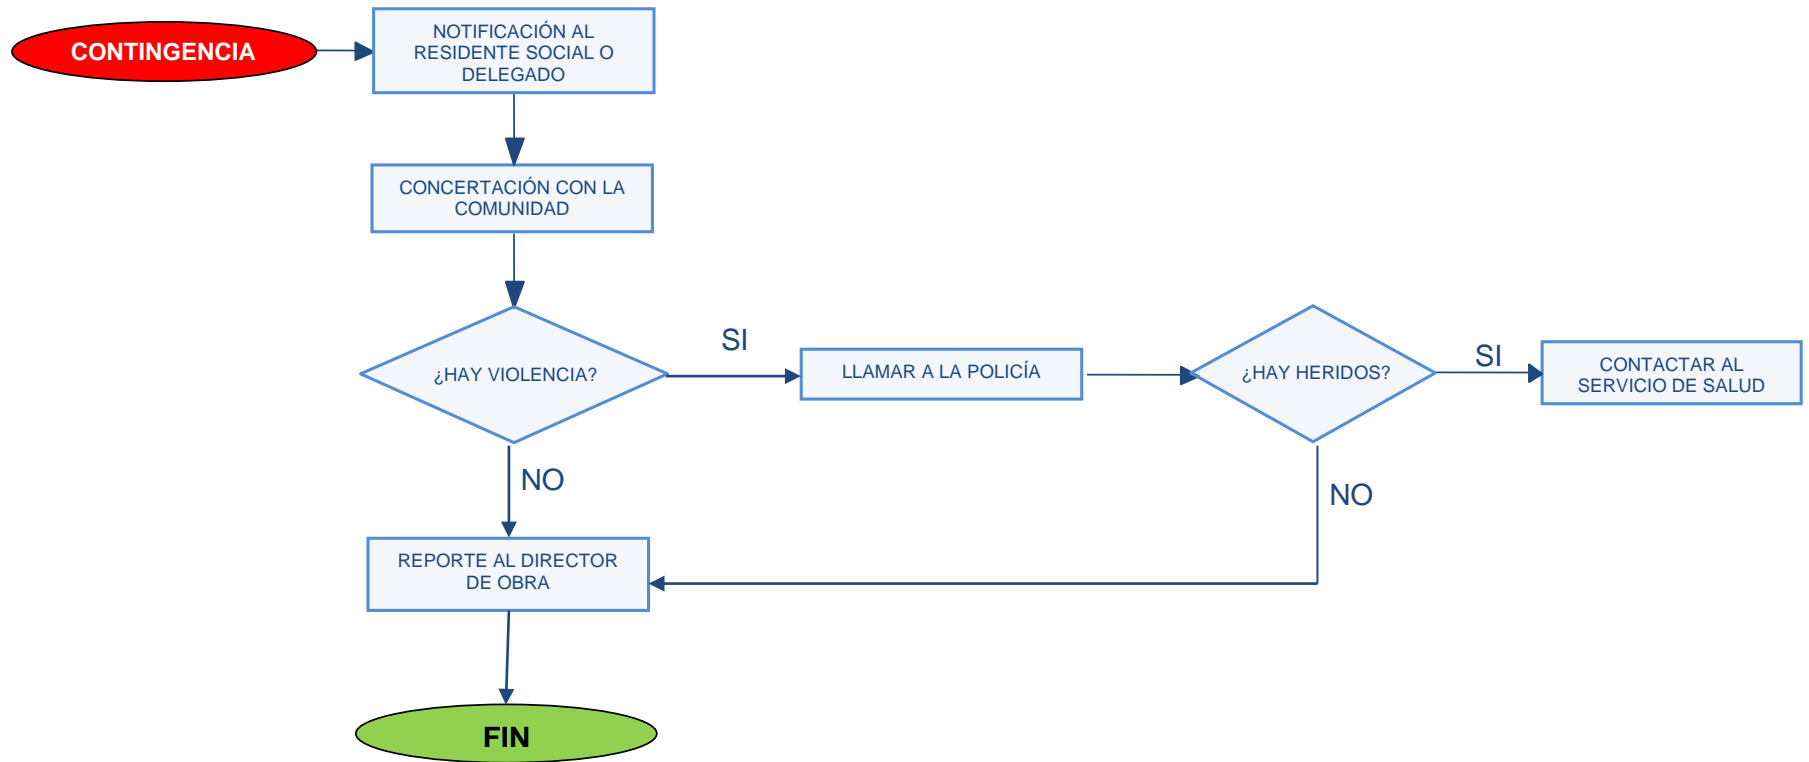 CONTINGENCIA
NOTIFICACIÓN AL
RESIDENTE SOCIAL O
DELEGADO
CONCERTACIÓN CON LA
COMUNIDAD
¿HAY VIOLENCIA?
SI
LLAMAR A LA POLICÍA
¿HAY HERIDOS?
SI
CONTACTAR AL
SERVICIO DE SALUD
NO
NO
REPORTE AL DIRECTOR
DE OBRA
FIN